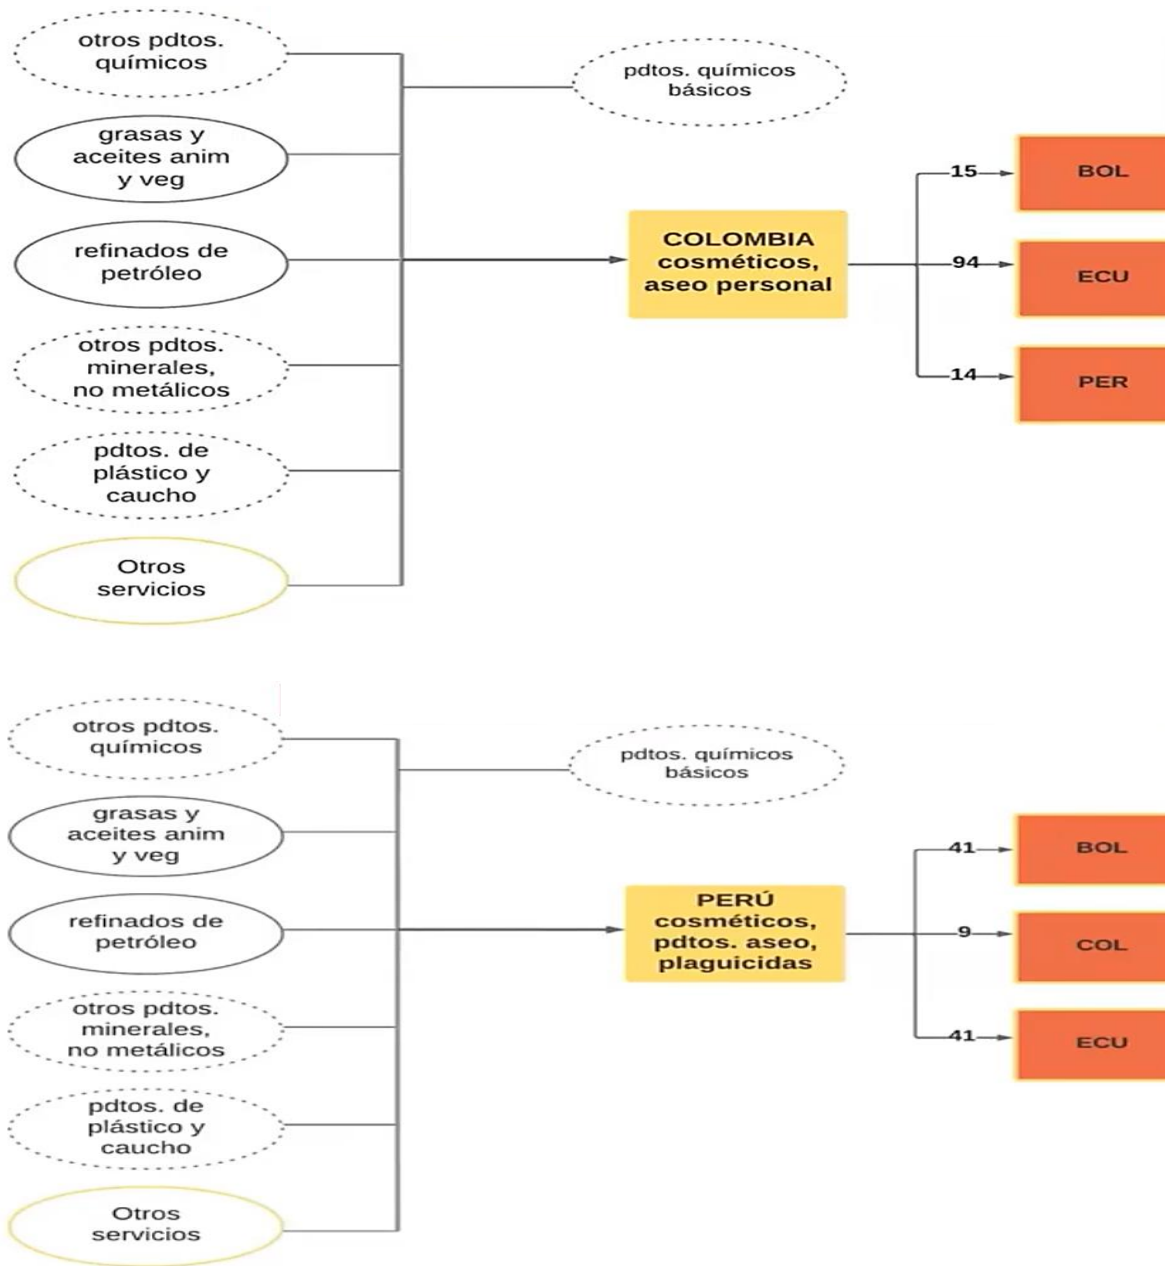 otros pdtos.
químicos
grasas y
aceites anim
y veg
refinados de
petróleo
otros pdtos.
minerales,
no metálicos
pdtos. de
plástico y
caucho
Otros
servicios
pdtos. químicos
básicos
COLOMBIA
cosméticos,
aseo personal
15
BOL
94
ECU
14
PER
otros pdtos.
químicos
grasas y
aceites anim
y veg
refinados de
petróleo
otros pdtos.
minerales,
no metálicos
pdtos. de
plástico y
caucho
Otros
servicios
pdtos. químicos
básicos
PERÚ
cosméticos,
pdtos. aseo,
plaguicidas
41
BOL
9
COL
41
ECU